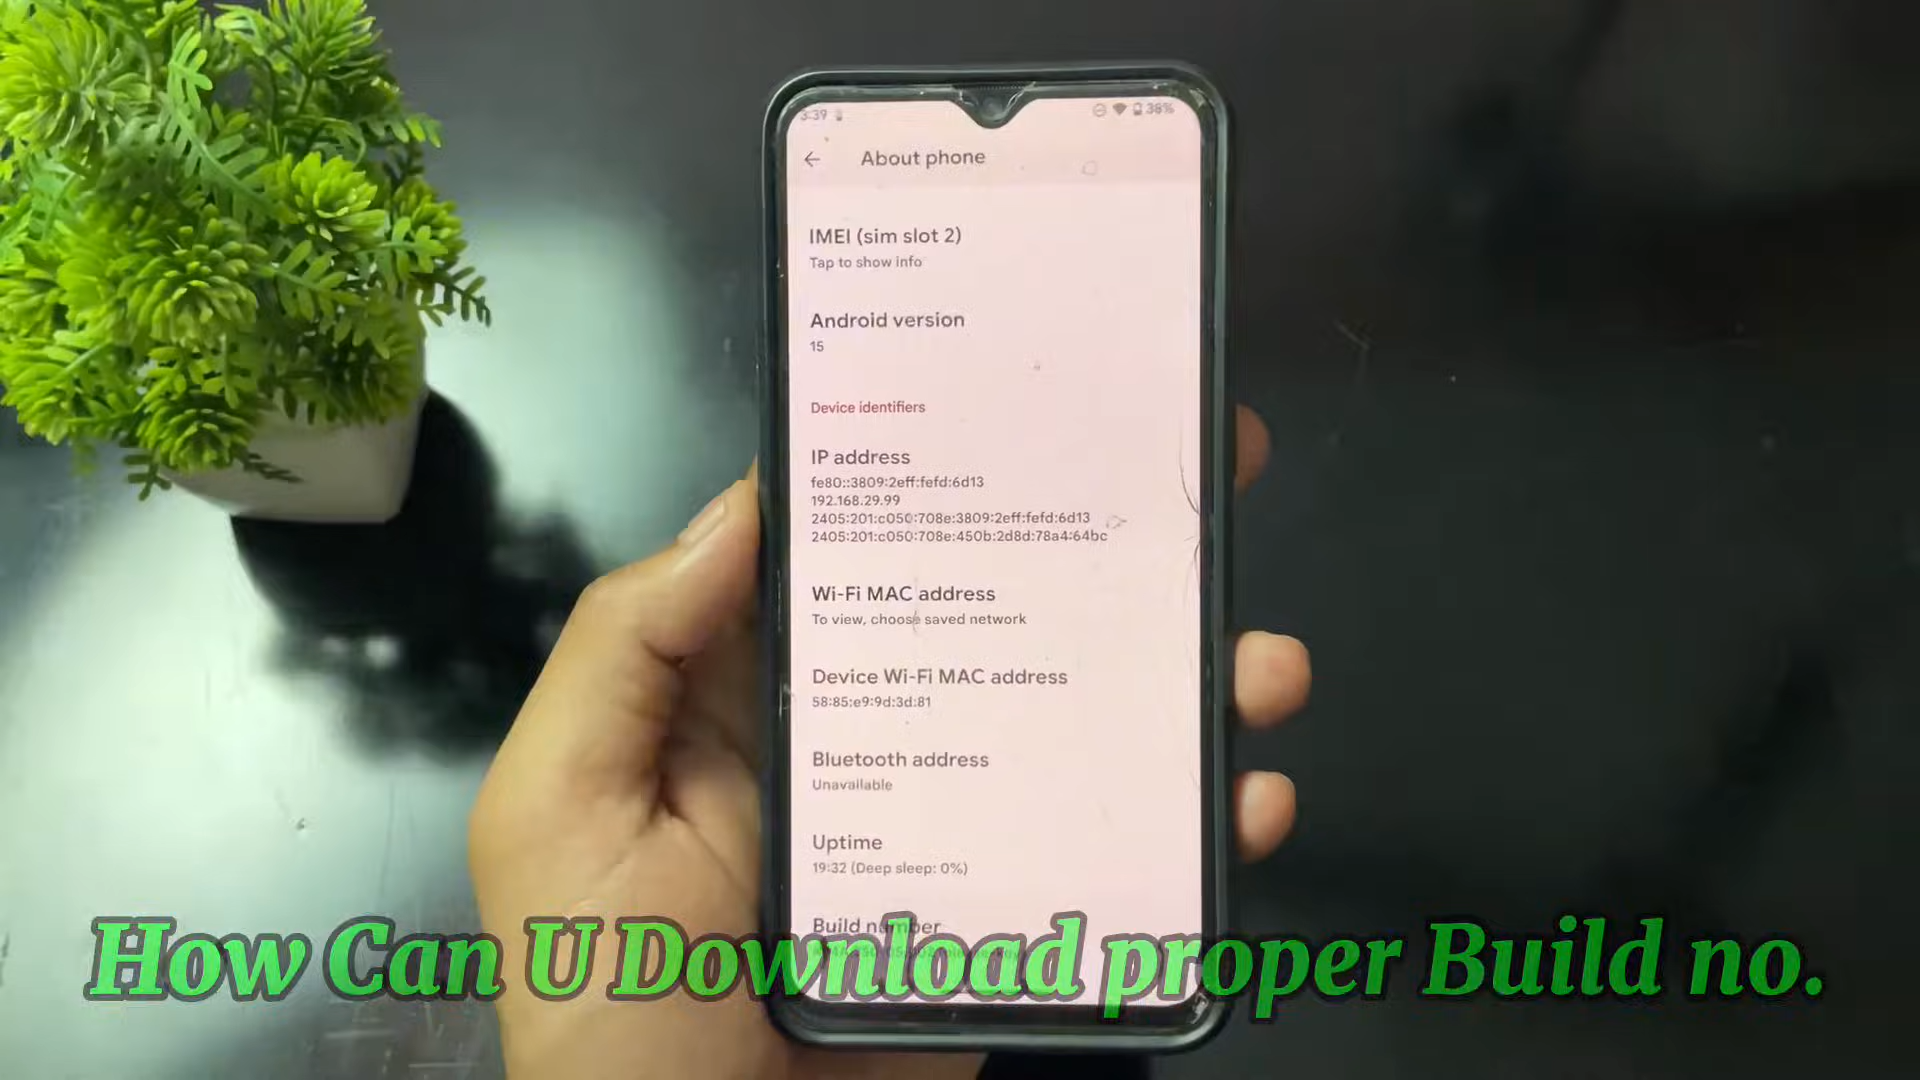 3:39
38%
About phone
IMEI (sim slot 2)
Tap to show info
Android version
15
Device identifiers
IP address
fe80::3809:2eff:fefd:6d13
192.168.29.99
2405:201:c050:708e:3809:2eff:fefd:6d13
2405:201:c050:708e:450b:2d8d:78a4:64bc
Wi-Fi MAC address
To view, choose saved network
Device Wi-Fi MAC address
58:85:e9:9d:3d:81
Bluetooth address
Unavailable
Uptime
19:32 (Deep sleep: 0%)
Build number
How Can U Download proper Build no.